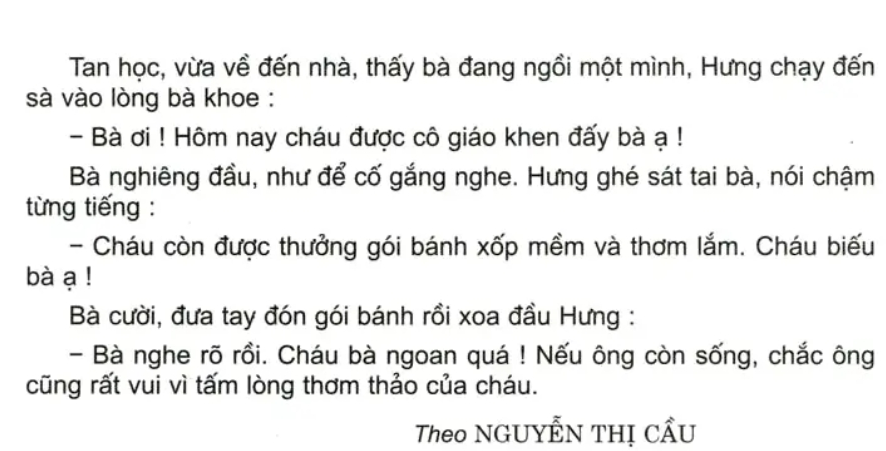 Tan học, vừa về đến nhà, thấy bà đang ngồi một mình, Hưng chạy đến
sà vào lòng bà khoe :
– Bà ơi ! Hôm nay cháu được cô giáo khen đấy bà ạ !
Bà nghiêng đầu, như để cố gắng nghe. Hưng ghé sát tai bà, nói chậm
từng tiếng :
– Cháu còn được thưởng gói bánh xốp mềm và thơm lắm. Cháu biếu
bà ạ !
Bà cười, đưa tay đón gói bánh rồi xoa đầu Hưng :
– Bà nghe rõ rồi. Cháu bà ngoan quá ! Nếu ông còn sống, chắc ông
cũng rất vui vì tấm lòng thơm thảo của cháu.
Theo NGUYỄN THỊ CẦU